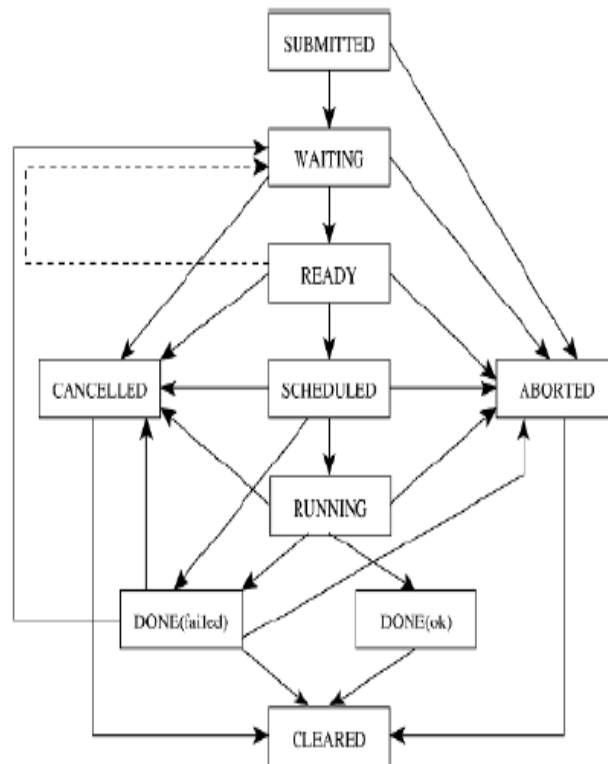 SUBMITTED
WAITING
READY
CANCELLED
SCHEDULED
ABORTED
RUNNING
DONE(failed)
DONE(ok)
CLEARED